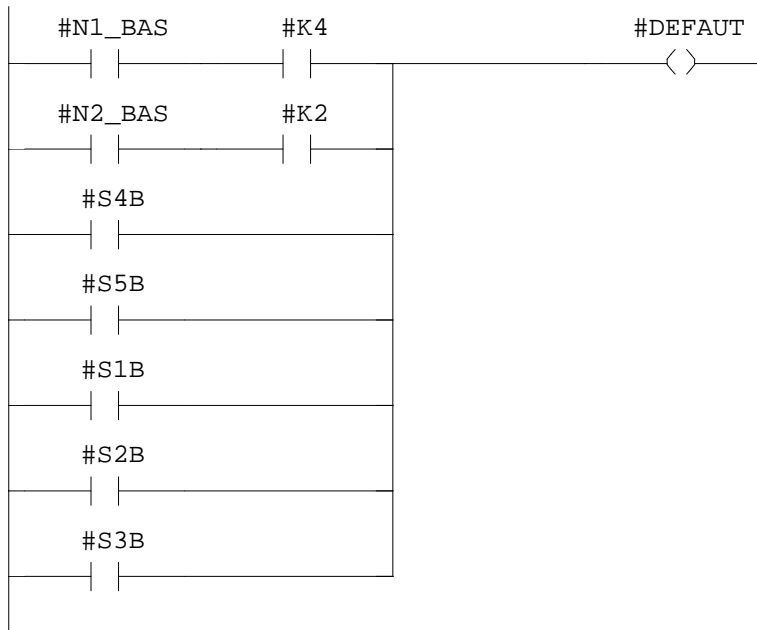 #N1_BAS #K4 #DEFAUT
#N2_BAS #K2
#S4B
#S5B
#S1B
#S2B
#S3B